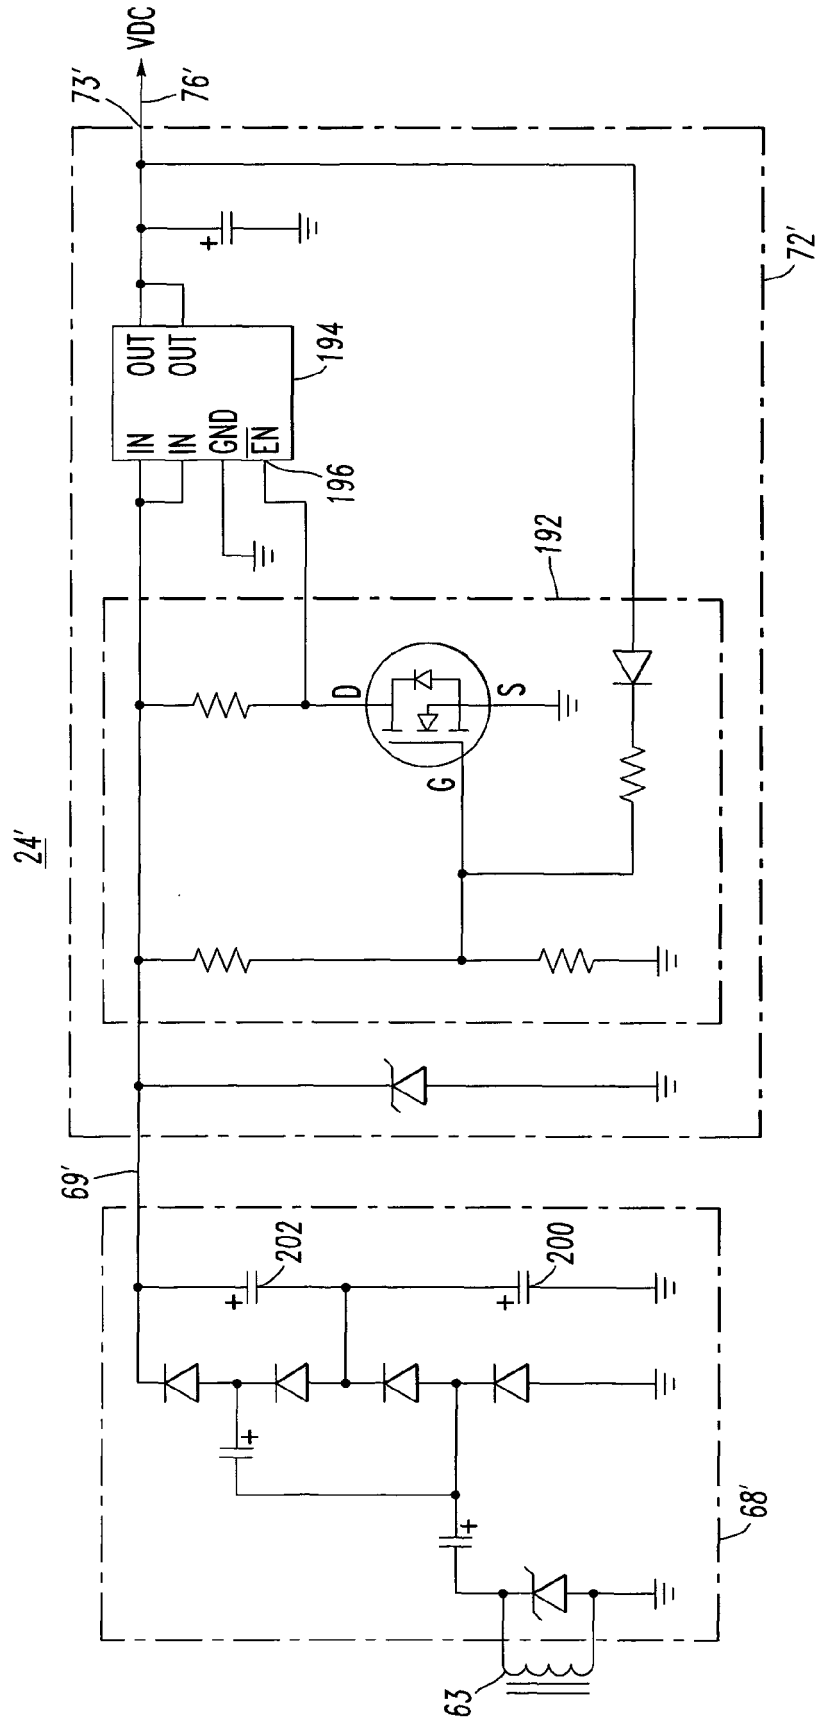 24'
63
68'
+
+
200
+
202
+
69'
72'
192
G
D
S
194
196
IN
IN
GND
EN
OUT
OUT
+
73'
76'
VDC